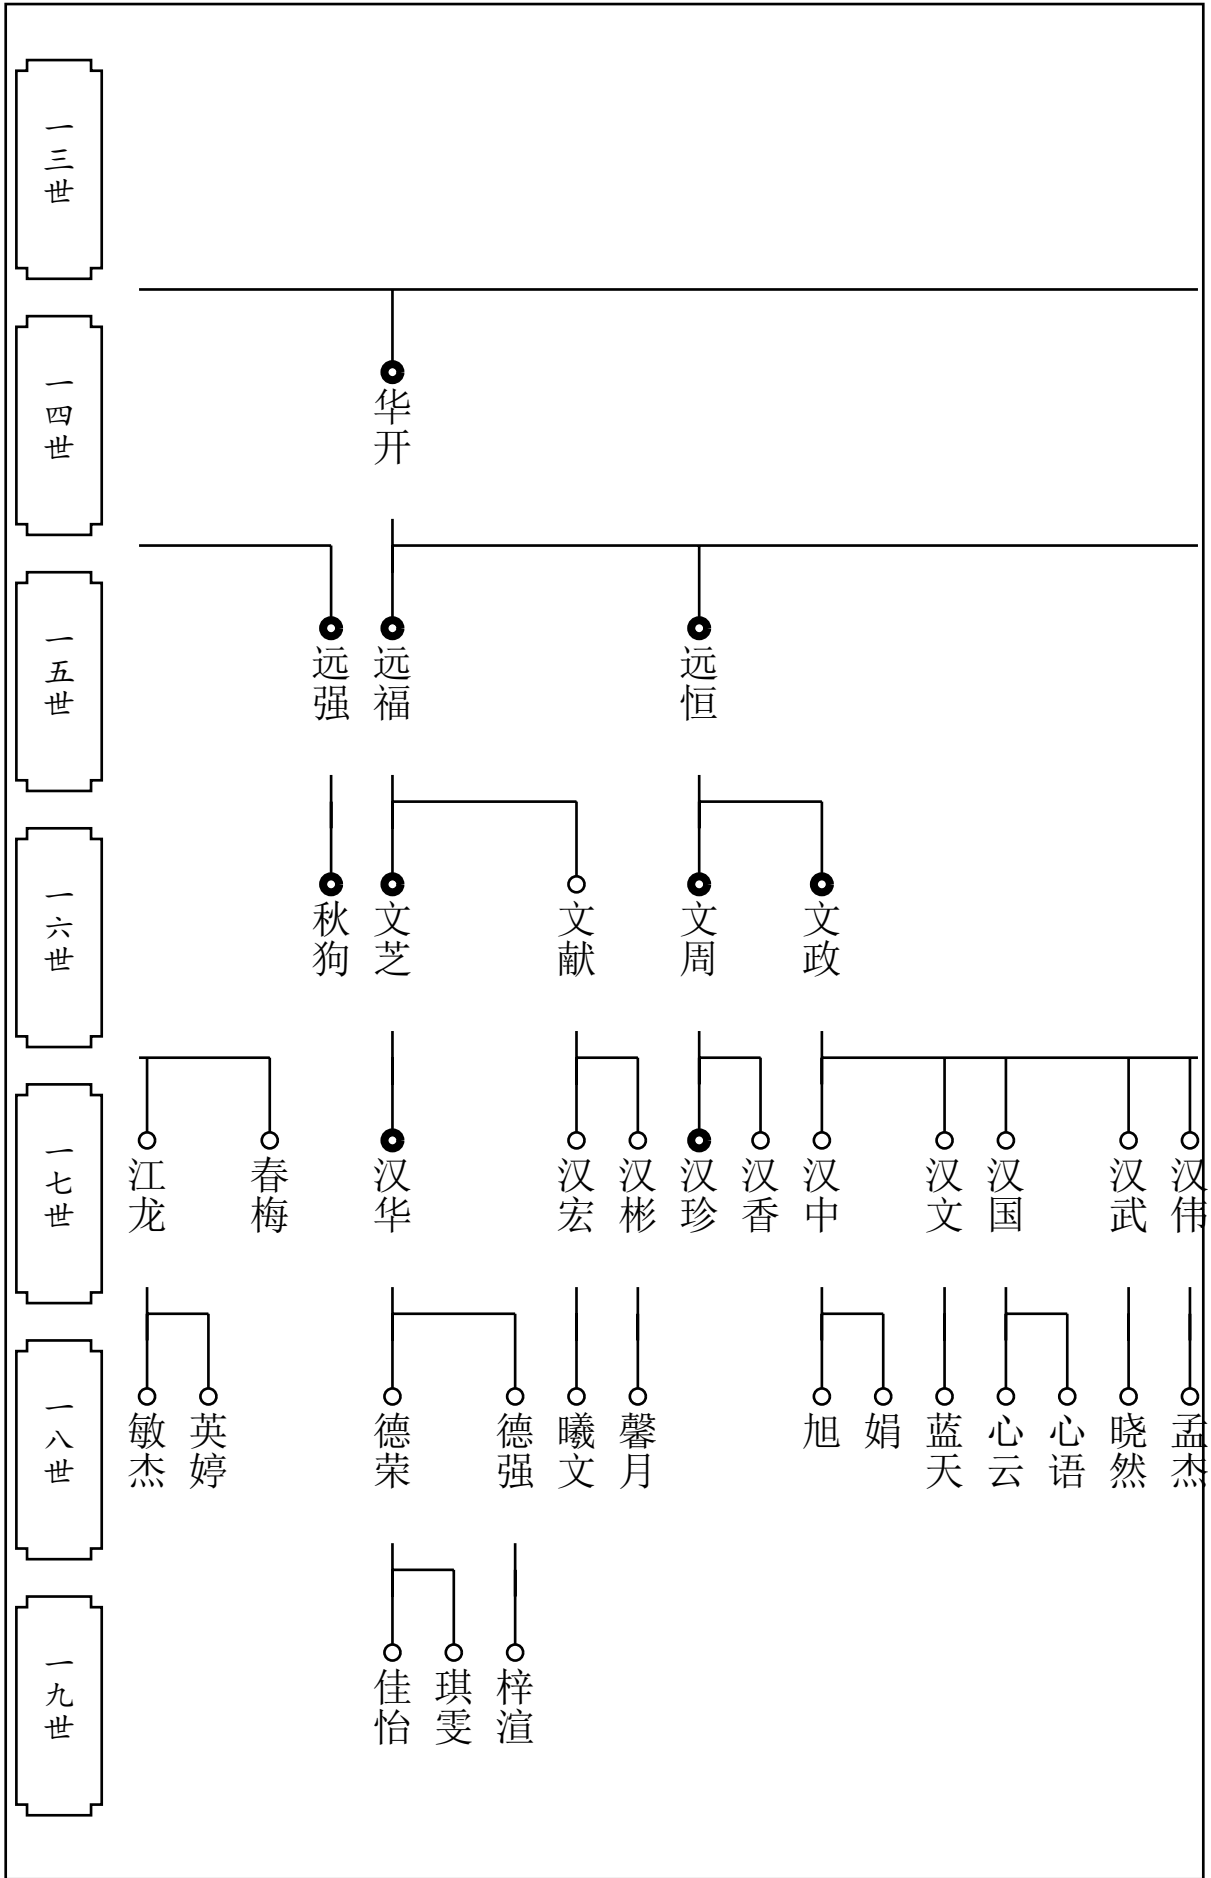 一三世
一四世
华开
一五世
远强
远福
远恒
一六世
秋狗
文芝
文献
文周
文政
一七世
江龙
春梅
汉华
汉宏
汉彬
汉珍
汉香
汉中
汉文
汉国
汉武
汉伟
一八世
敏杰
英婷
德荣
德强
曦文
馨月
旭
娟
蓝天
心云
心语
晓然
孟杰
一九世
佳怡
琪雯
梓渲